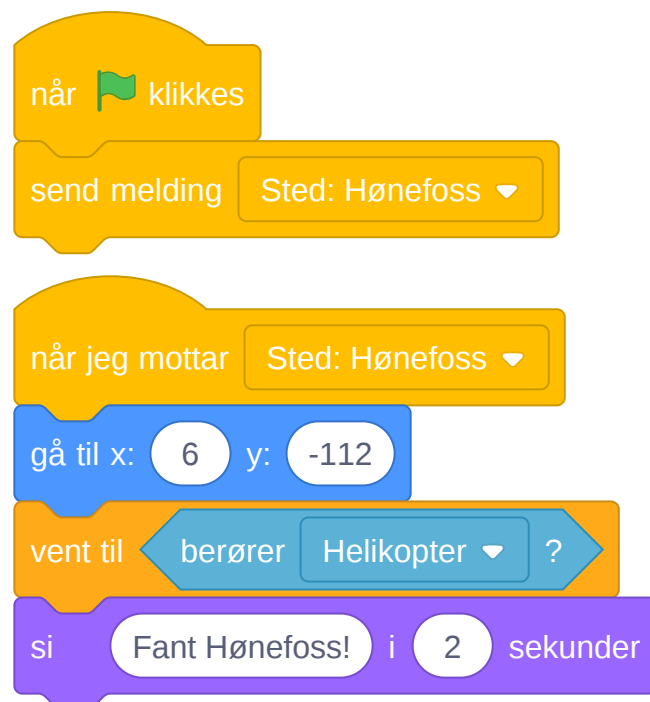 når klikkes
send melding Sted: Hønefoss
når jeg mottar Sted: Hønefoss
gå til x: 6 y: -112
vent til berører Helikopter ?
si Fant Hønefoss! i 2 sekunder